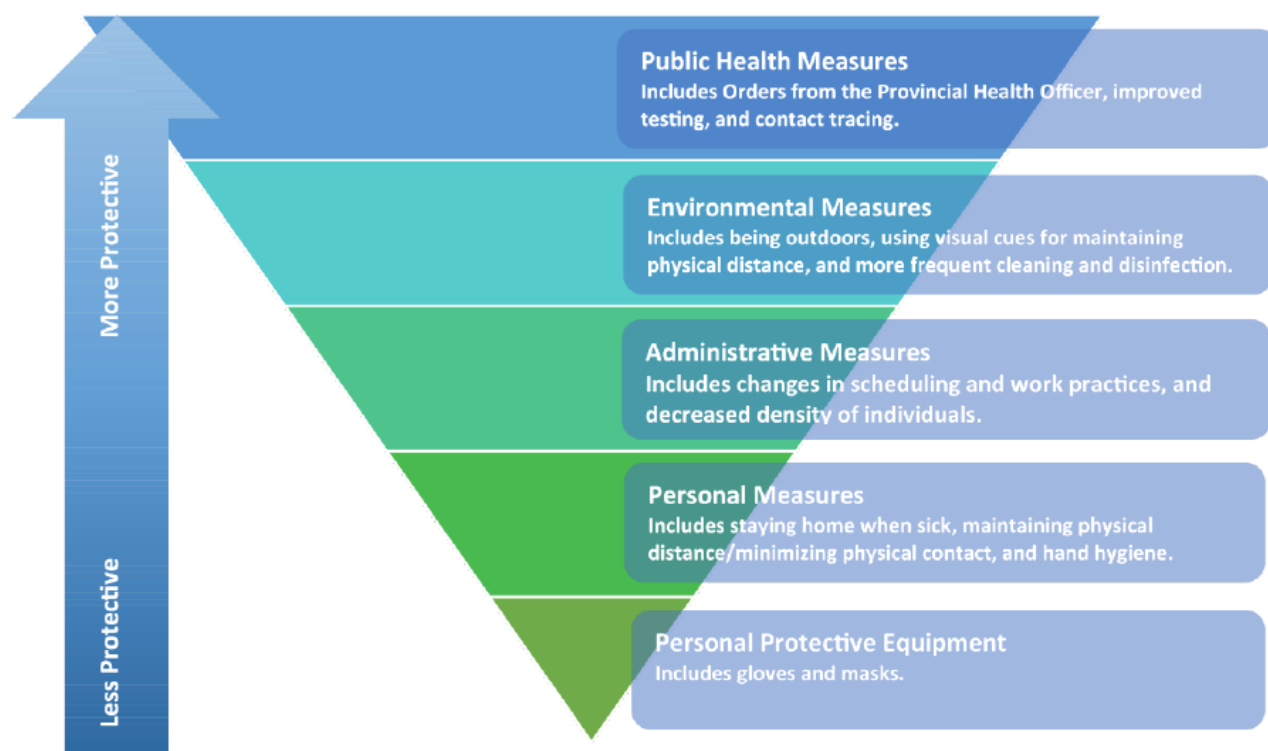 More Protective
Less Protective
Public Health Measures
Includes Orders from the Provincial Health Officer, improved
testing, and contact tracing.
Environmental Measures
Includes being outdoors, using visual cues for maintaining
physical distance, and more frequent cleaning and disinfection.
Administrative Measures
Includes changes in scheduling and work practices, and
decreased density of individuals.
Personal Measures
Includes staying home when sick, maintaining physical
distance/minimizing physical contact, and hand hygiene.
Personal Protective Equipment
Includes gloves and masks.